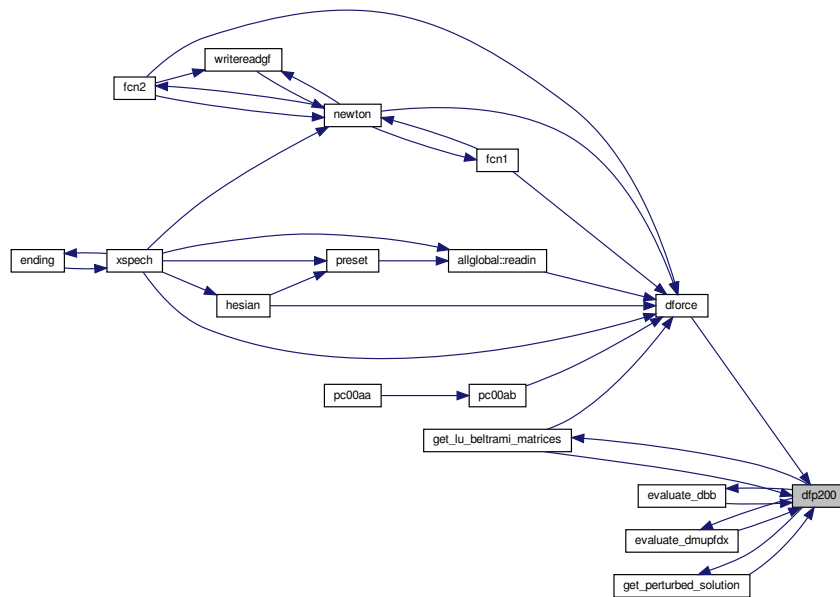 writereadgf
fcn2
newton
fcn1
ending
xspech
preset
allglobal::readin
hesian
dforce
pc00aa
pc00ab
get_lu_beltrami_matrices
evaluate_dbb
dfp200
evaluate_dmupfdx
get_perturbed_solution